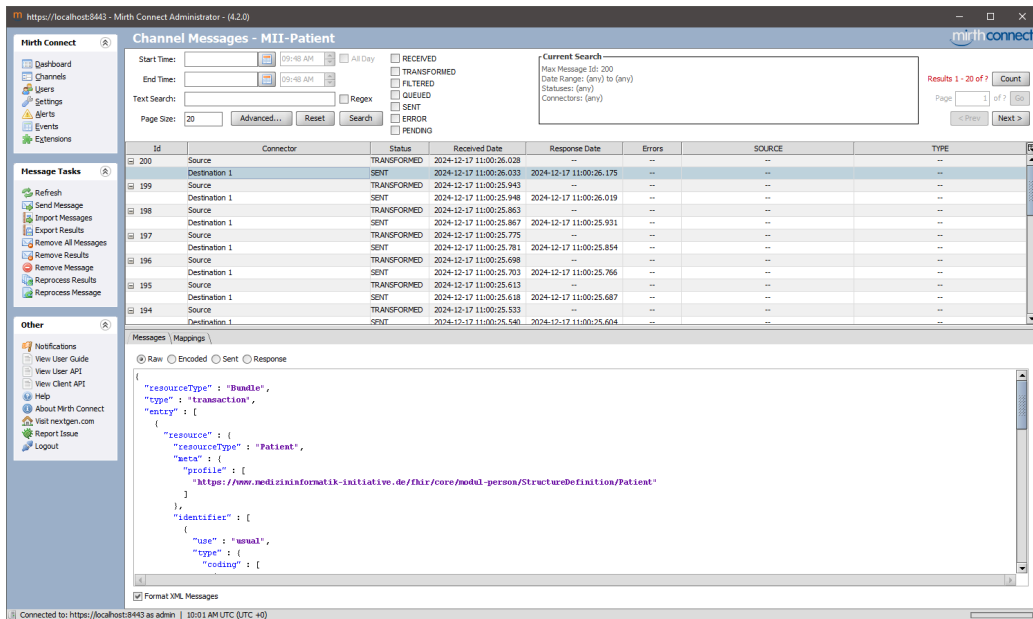 https://localhost:8443 - Mirth Connect Administrator - (4.2.0)
Mirth Connect
Dashboard
Channels
Users
Settings
Alerts
Events
Extensions
Message Tasks
Refresh
Send Message
Import Messages
Export Results
Remove All Messages
Remove Results
Remove Message
Reprocess Results
Reprocess Message
Other
Notifications
View User Guide
View User API
View Client API
Help
About Mirth Connect
Visit nextgen.com
Report Issue
Logout
Channel Messages - MII-Patient
mirth connect
Start Time: 09:48 AM All Day
End Time: 09:48 AM
Text Search: Regex
Page Size: 20 Advanced... Reset Search
RECEIVED
TRANSFORMED
FILTERED
QUEUED
SENT
ERROR
PENDING
Current Search
Max Message Id: 200
Date Range: (any) to (any)
Statuses: (any)
Connectors: (any)
Results 1 - 20 of ? Count
Page 1 of ? Go
< Prev Next >
Id Connector Status Received Date Response Date Errors SOURCE TYPE
200 Source TRANSFORMED 2024-12-17 11:00:26.028 -- -- -- --
Destination 1 SENT 2024-12-17 11:00:26.033 2024-12-17 11:00:26.175 -- -- --
199 Source TRANSFORMED 2024-12-17 11:00:25.943 -- -- -- --
Destination 1 SENT 2024-12-17 11:00:25.948 2024-12-17 11:00:26.019 -- -- --
198 Source TRANSFORMED 2024-12-17 11:00:25.863 -- -- -- --
Destination 1 SENT 2024-12-17 11:00:25.867 2024-12-17 11:00:25.931 -- -- --
197 Source TRANSFORMED 2024-12-17 11:00:25.775 -- -- -- --
Destination 1 SENT 2024-12-17 11:00:25.781 2024-12-17 11:00:25.854 -- -- --
196 Source TRANSFORMED 2024-12-17 11:00:25.698 -- -- -- --
Destination 1 SENT 2024-12-17 11:00:25.703 2024-12-17 11:00:25.766 -- -- --
195 Source TRANSFORMED 2024-12-17 11:00:25.613 -- -- -- --
Destination 1 SENT 2024-12-17 11:00:25.618 2024-12-17 11:00:25.687 -- -- --
194 Source TRANSFORMED 2024-12-17 11:00:25.533 -- -- -- --
Destination 1 SENT 2024-12-17 11:00:25.540 2024-12-17 11:00:25.604 -- -- --
Messages Mappings
Raw Encoded Sent Response
{
"resourceType" : "Bundle",
"type" : "transaction",
"entry" : [
{
"resource" : {
"resourceType" : "Patient",
"meta" : {
"profile" : [
"https://www.medizininformatik-initiative.de/fhir/core/modul-person/StructureDefinition/Patient"
]
},
"identifier" : [
{
"use" : "usual",
"type" : {
"coding" : [
Format XML Messages
Connected to: https://localhost:8443 as admin | 10:01 AM UTC (UTC +0)